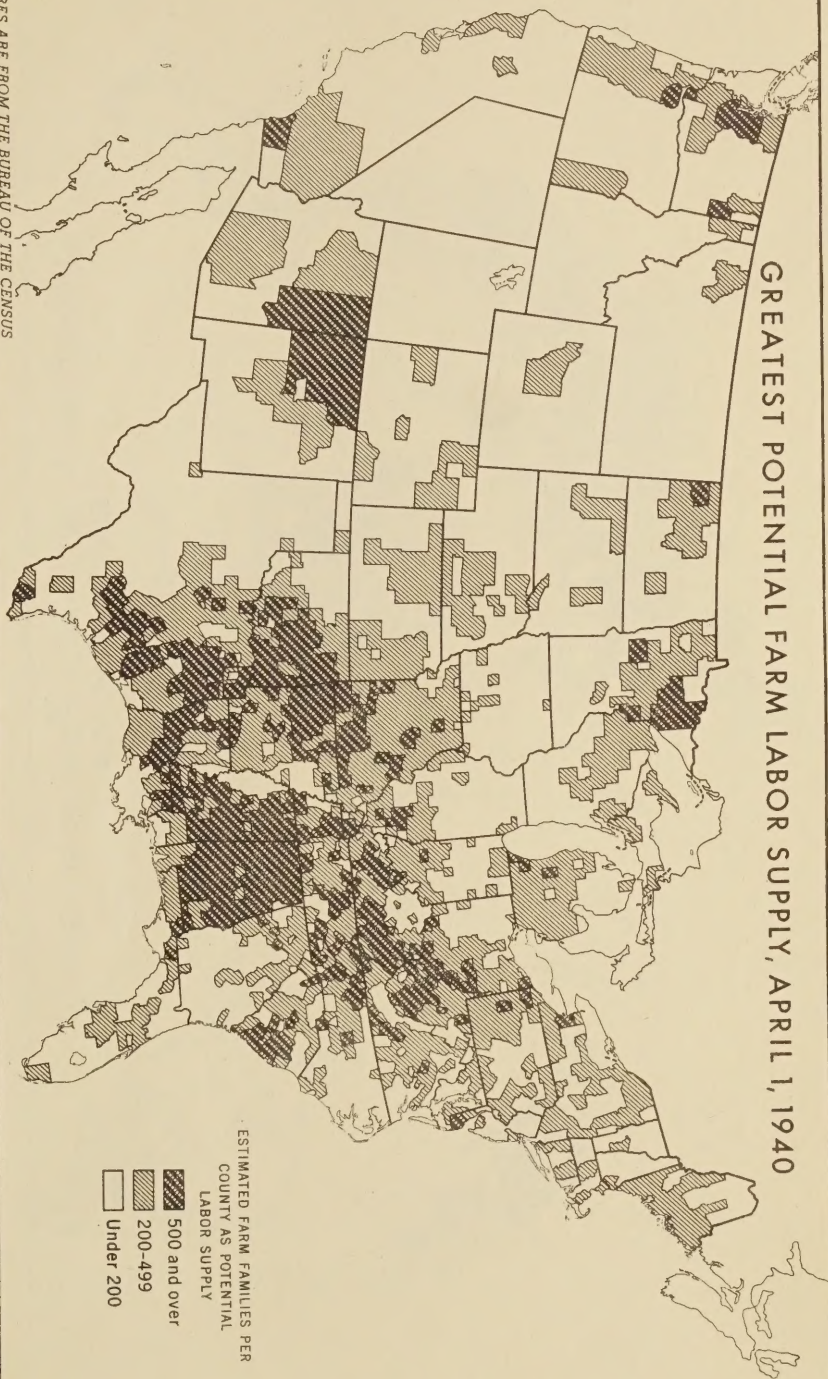 GREATEST POTENTIAL FARM LABOR SUPPLY, APRIL 1, 1940
ESTIMATED FARM FAMILIES PER
COUNTY AS POTENTIAL
LABOR SUPPLY
500 and over
200-499
Under 200
ARE FROM THE BUREAU OF THE CENSUS